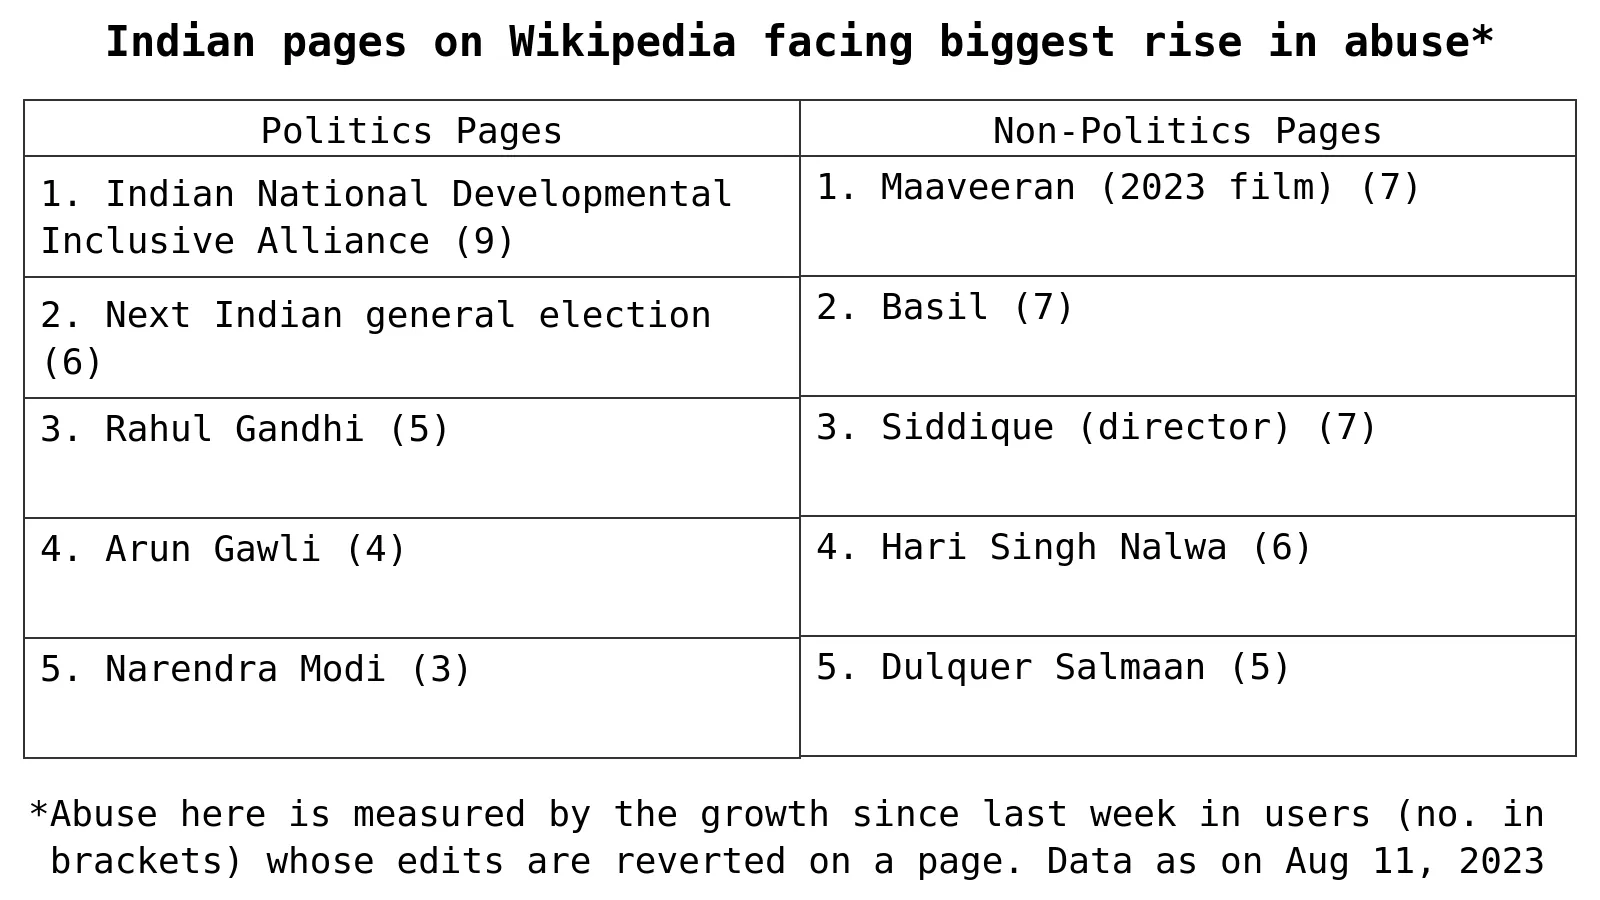 Indian pages on Wikipedia facing biggest rise in abuse*
Politics Pages
1. Indian National Developmental
Inclusive Alliance (9)
2. Next Indian general election
(6)
3. Rahul Gandhi (5)
4. Arun Gawli (4)
5. Narendra Modi (3)
Non-Politics Pages
1. Maaveeran (2023 film) (7)
2. Basil (7)
3. Siddique (director) (7)
4. Hari Singh Nalwa (6)
5. Dulquer Salmaan (5)
*Abuse here is measured by the growth since last week in users (no. in
brackets) whose edits are reverted on a page. Data as on Aug 11, 2023